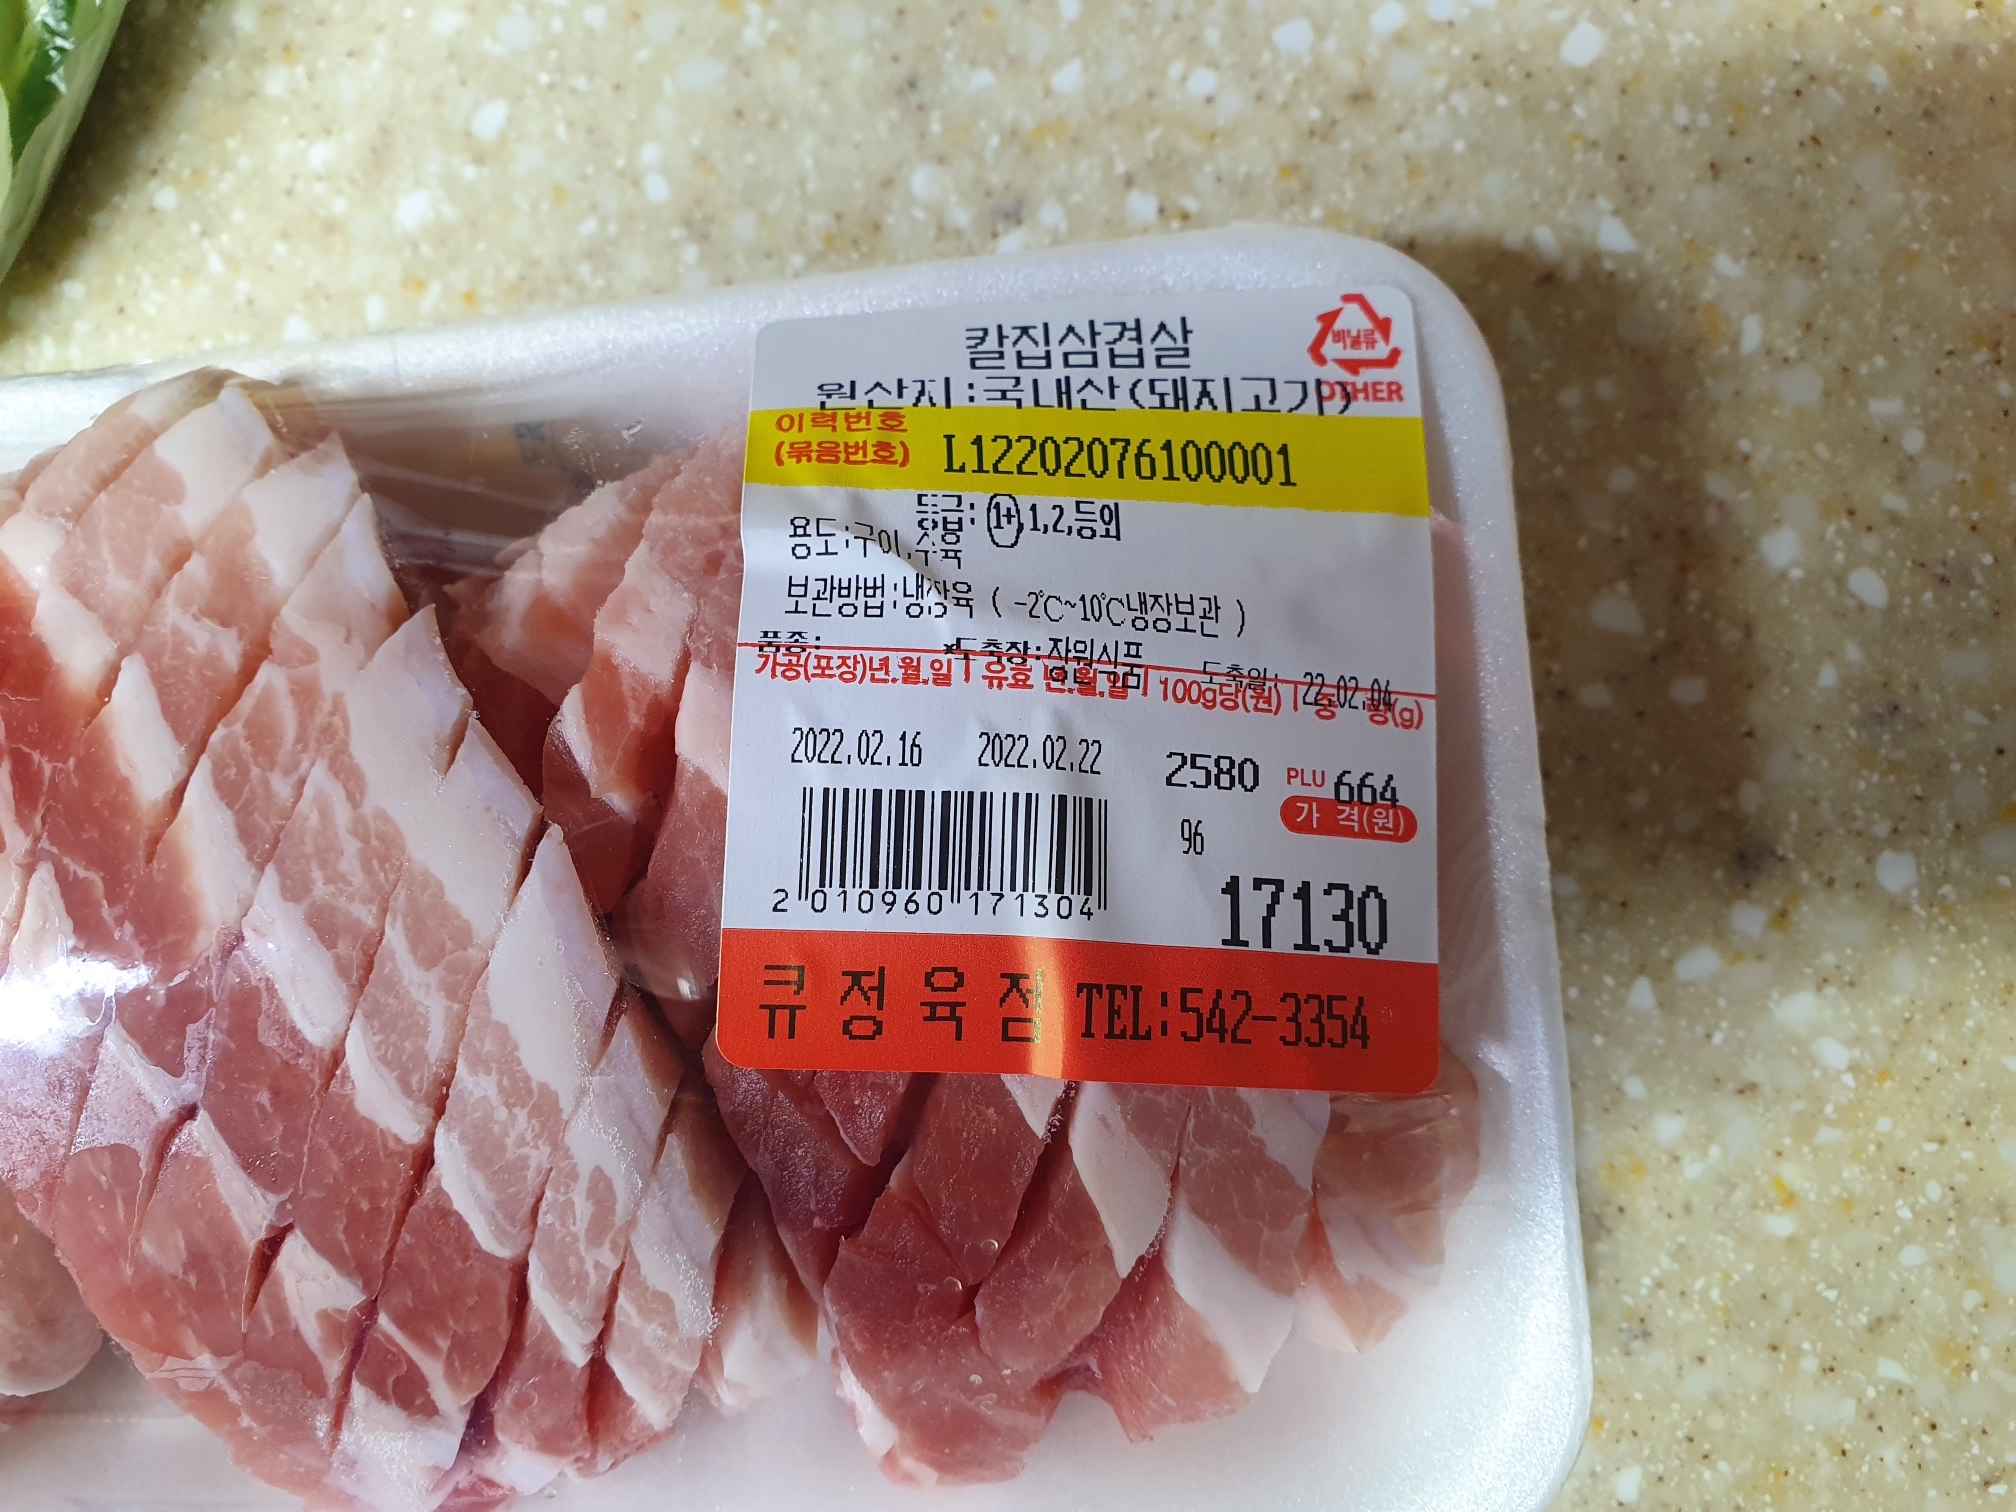 칼집삼겹살
비닐류
OTHER
원산지:국내산(돼지고기)
이력번호
(묶음번호) L12202076100001
등급: 1+,1,2,등외
용도:구이,수육
보관방법:냉장육 ( -2℃~10℃냉장보관 )
품종: *도축장: 도축일: 22.02.04
가공(포장)년.월.일 유효 년.월.일 100g당(원) 중 량(g)
2022.02.16 2022.02.22 2580 PLU 664
96 가 격(원)
17130
2 010960 171304
큐정육점 TEL:542-3354